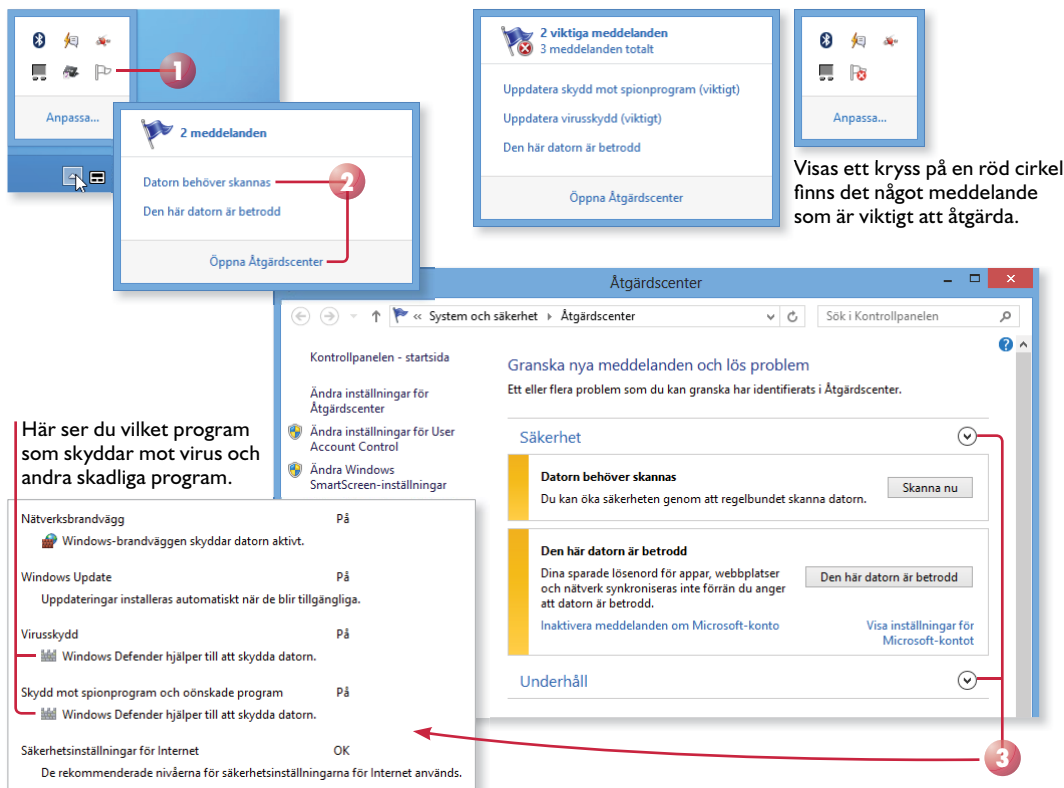 Anpassa...
1
2 meddelanden
Datorn behöver skannas
2
Den här datorn är betrodd
Öppna Åtgärdscenter
2 viktiga meddelanden
3 meddelanden totalt
Uppdatera skydd mot spionprogram (viktigt)
Uppdatera virusskydd (viktigt)
Den här datorn är betrodd
Öppna Åtgärdscenter
Anpassa...
Visas ett kryss på en röd cirkel
finns det något meddelande
som är viktigt att åtgärda.
Åtgärdscenter
« System och säkerhet Åtgärdscenter
Sök i Kontrollpanelen
Kontrollpanelen - startsida
Ändra inställningar för
Åtgärdscenter
Ändra inställningar för User
Account Control
Ändra Windows
SmartScreen-inställningar
Granska nya meddelanden och lös problem
Ett eller flera problem som du kan granska har identifierats i Åtgärdscenter.
Säkerhet
Datorn behöver skannas
Du kan öka säkerheten genom att regelbundet skanna datorn.
Skanna nu
Den här datorn är betrodd
Dina sparade lösenord för appar, webbplatser
och nätverk synkroniseras inte förrän du anger
att datorn är betrodd.
Den här datorn är betrodd
Inaktivera meddelanden om Microsoft-konto
Visa inställningar för
Microsoft-kontot
Underhåll
3
Här ser du vilket program
som skyddar mot virus och
andra skadliga program.
Nätverksbrandvägg På
Windows-brandväggen skyddar datorn aktivt.
Windows Update På
Uppdateringar installeras automatiskt när de blir tillgängliga.
Virusskydd På
Windows Defender hjälper till att skydda datorn.
Skydd mot spionprogram och oönskade program På
Windows Defender hjälper till att skydda datorn.
Säkerhetsinställningar för Internet OK
De rekommenderade nivåerna för säkerhetsinställningarna för Internet används.